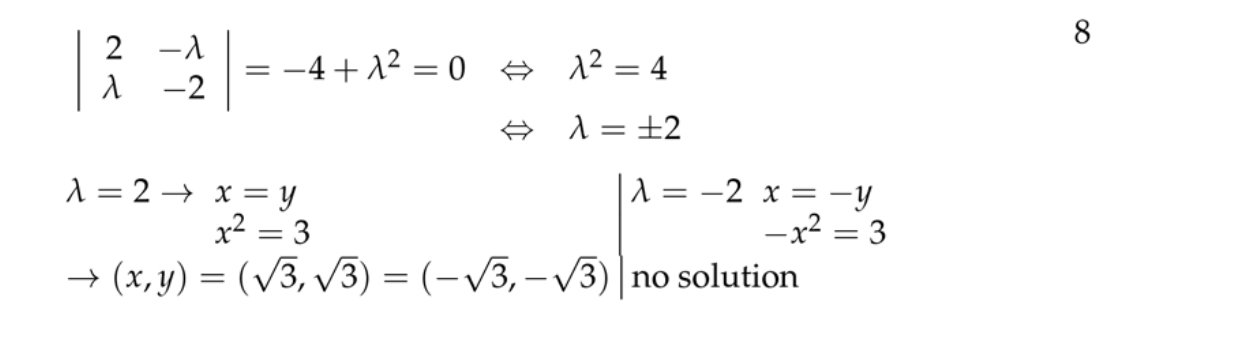 8
| 2 −λ |
| λ −2 | = −4 + λ² = 0 ⇔ λ² = 4
⇔ λ = ±2
λ = 2 → x = y | λ = −2 x = −y
x² = 3 | −x² = 3
→ (x, y) = (√3, √3) = (−√3, −√3) | no solution